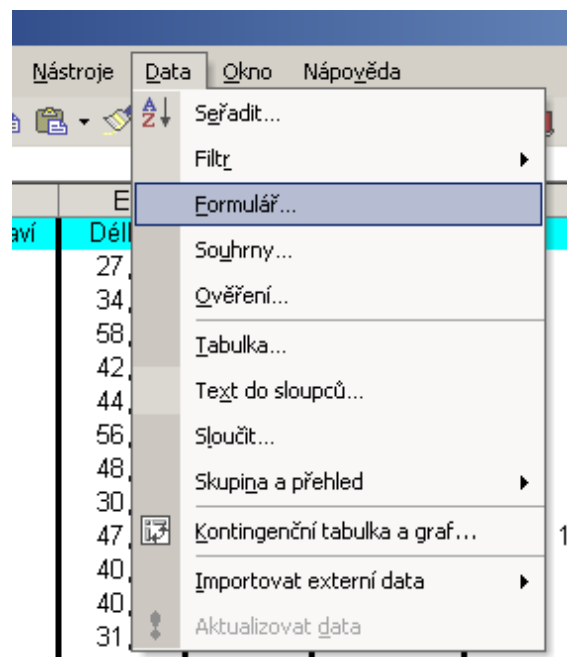 Nástroje Data Okno Nápověda
Seřadit...
Filtr
E
Formulář...
aví Dél
Souhrny...
27,
Ověření...
34,
58,
Tabulka...
42,
Text do sloupců...
44,
56,
Sloučit...
48,
Skupina a přehled
30,
47, Kontingenční tabulka a graf... 1
40,
Importovat externí data
40,
Aktualizovat data
31,